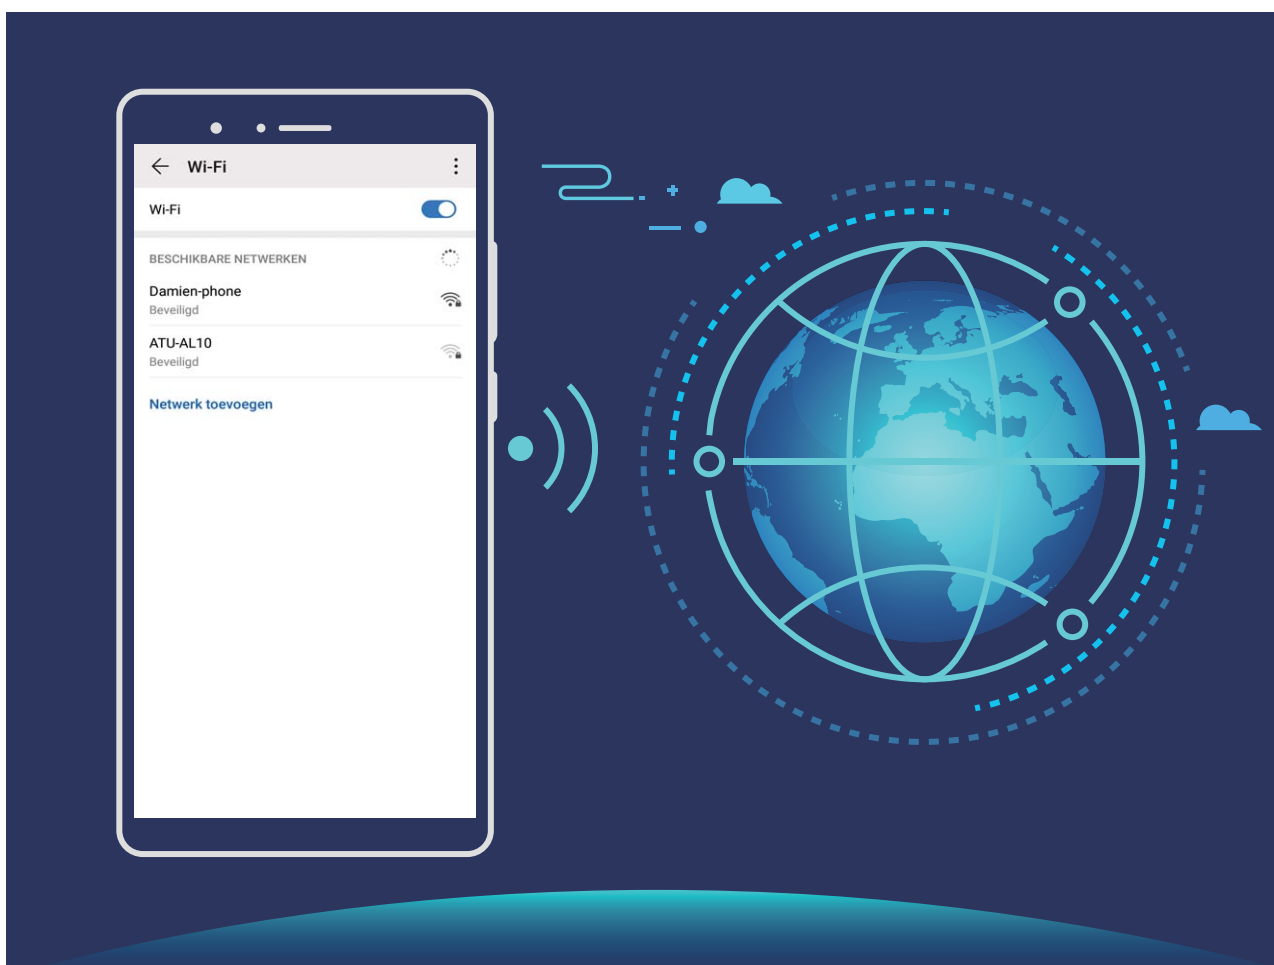 Wi-Fi
Wi-Fi
BESCHIKBARE NETWERKEN
Damien-phone
Beveiligd
ATU-AL10
Beveiligd
Netwerk toevoegen